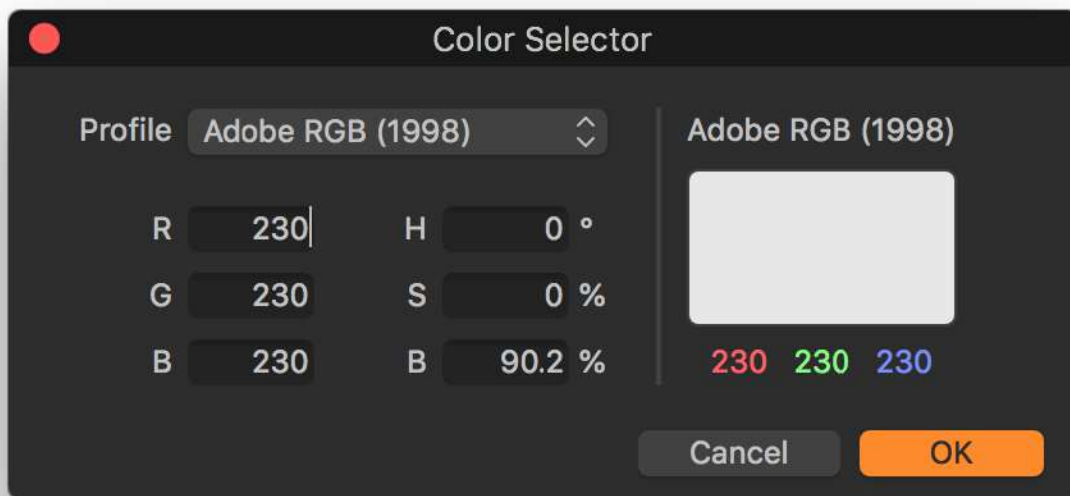 Color Selector
Profile Adobe RGB (1998) Adobe RGB (1998)
R 230 H 0 °
G 230 S 0 %
B 230 B 90.2 % 230 230 230
Cancel OK